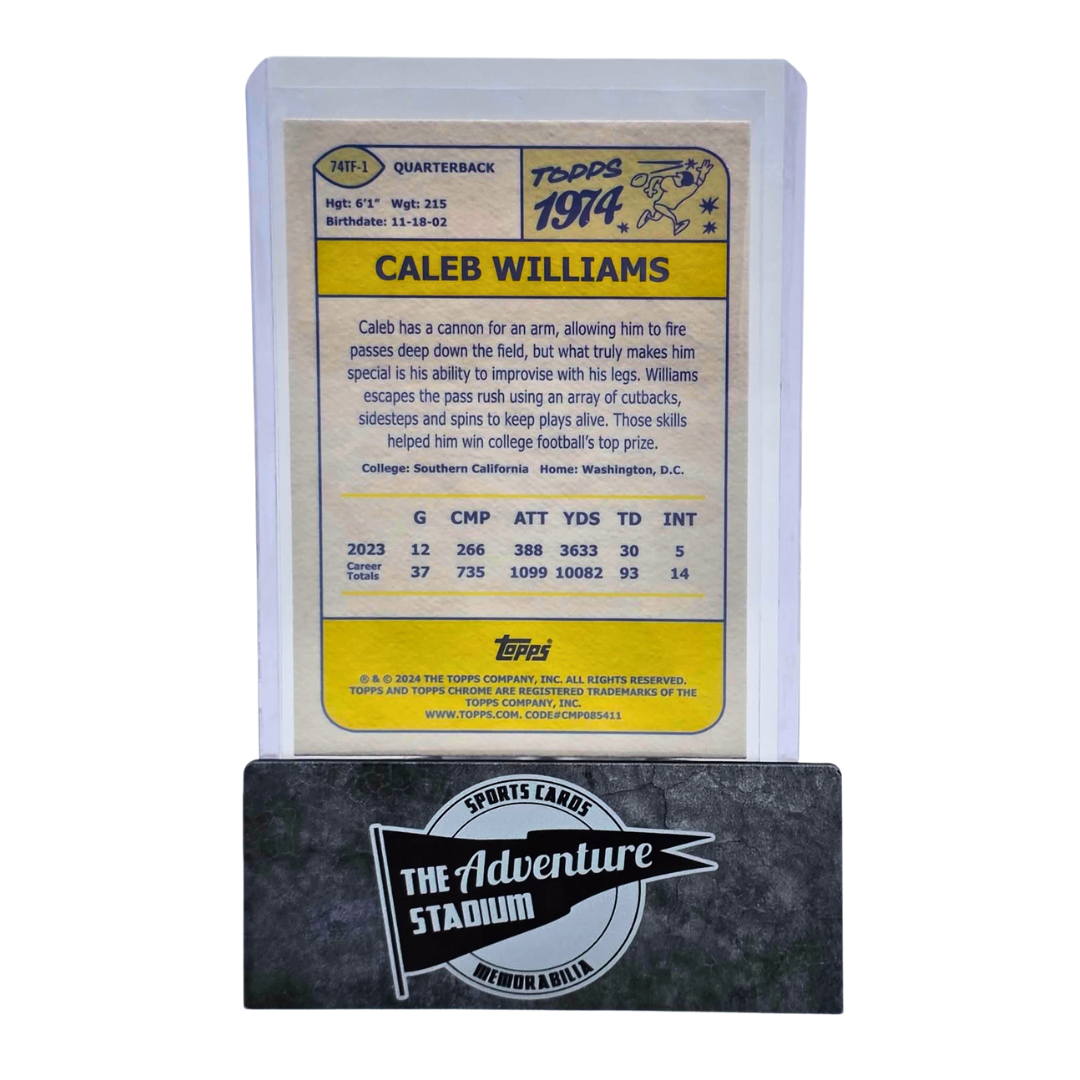 74TF-1 QUARTERBACK
Hgt: 6'1" Wgt: 215
Birthdate: 11-18-02
TOPPS
1974
CALEB WILLIAMS
Caleb has a cannon for an arm, allowing him to fire
passes deep down the field, but what truly makes him
special is his ability to improvise with his legs. Williams
escapes the pass rush using an array of cutbacks,
sidesteps and spins to keep plays alive. Those skills
helped him win college football's top prize.
College: Southern California Home: Washington, D.C.
G CMP ATT YDS TD INT
2023 12 266 388 3633 30 5
Career Totals 37 735 1099 10082 93 14
topps®
® & © 2024 THE TOPPS COMPANY, INC. ALL RIGHTS RESERVED.
TOPPS AND TOPPS CHROME ARE REGISTERED TRADEMARKS OF THE
TOPPS COMPANY, INC.
WWW.TOPPS.COM. CODE#CMP085411
SPORTS CARDS
THE Adventure
STADIUM
MEMORABILIA